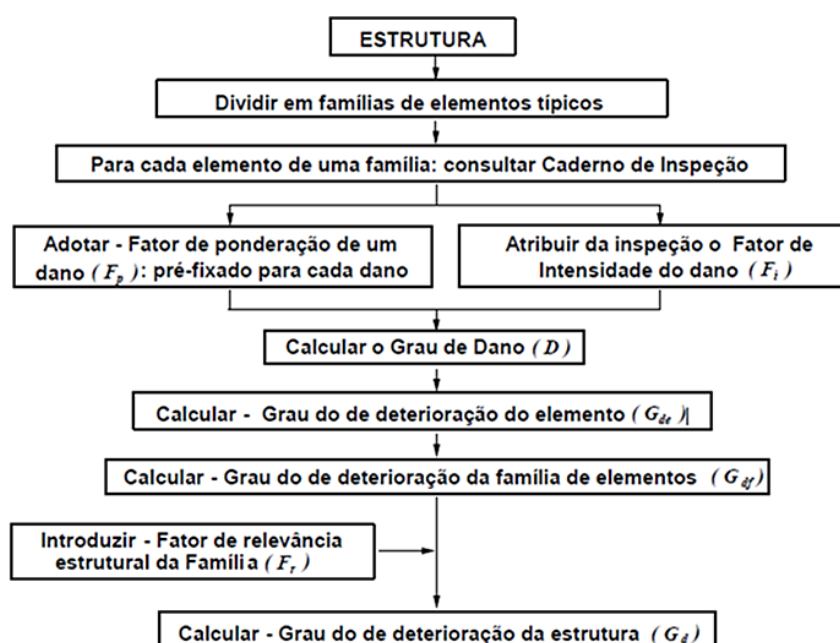 ESTRUTURA
Dividir em famílias de elementos típicos
Para cada elemento de uma família: consultar Caderno de Inspeção
Adotar - Fator de ponderação de um
dano (Fp): pré-fixado para cada dano
Atribuir da inspeção o Fator de
Intensidade do dano (Fi)
Calcular o Grau de Dano (D)
Calcular - Grau do de deterioração do elemento (Gde)|
Calcular - Grau do de deterioração da família de elementos (Gdf)
Introduzir - Fator de relevância
estrutural da Família (Fr)
Calcular - Grau do de deterioração da estrutura (Gd)